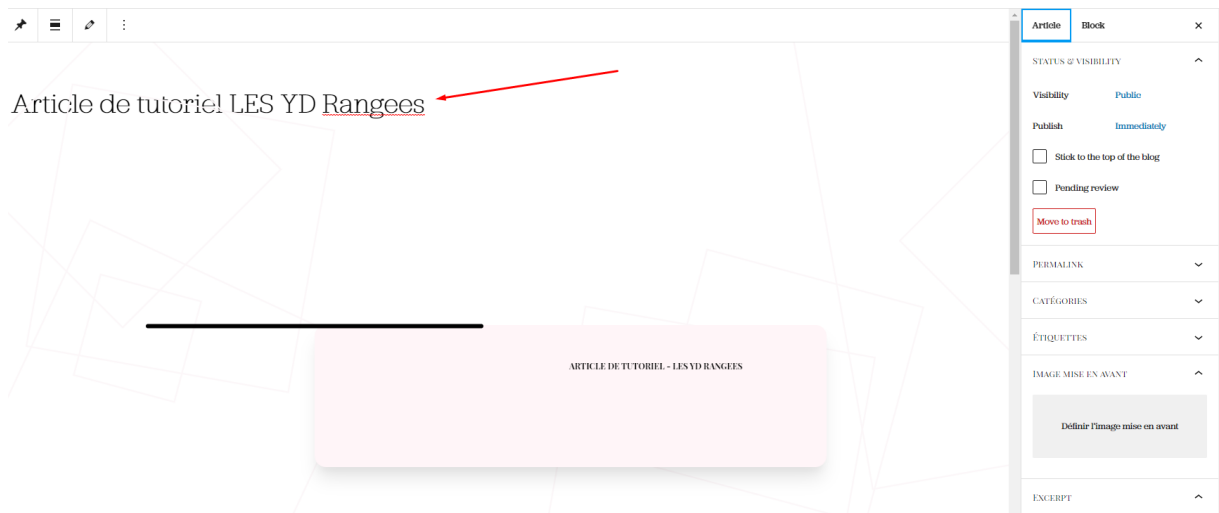 Article Block
Article de tutoriel LES YD Rangees
ARTICLE DE TUTORIEL - LES YD RANGEES
STATUS & VISIBILITY
Visibility Public
Publish Immediately
Stick to the top of the blog
Pending review
Move to trash
PERMALINK
CATÉGORIES
ÉTIQUETTES
IMAGE MISE EN AVANT
Définir l'image mise en avant
EXCERPT